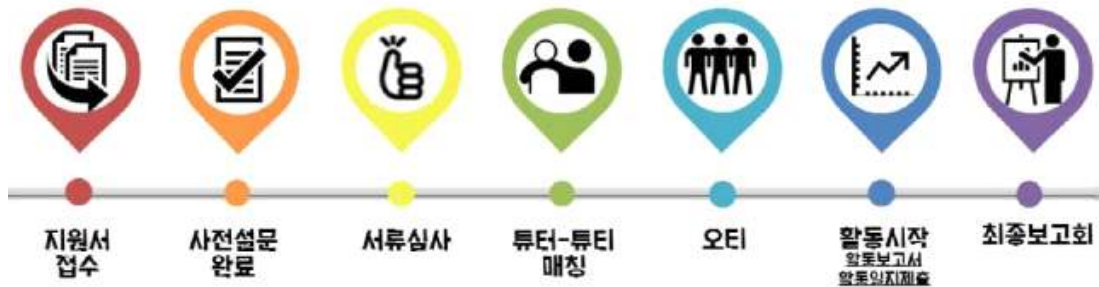 지원서
접수
사전설문
완료
서류심사
튜터-튜티
매칭
오티
활동시작
활동보고서
활동일지제출
최종보고회